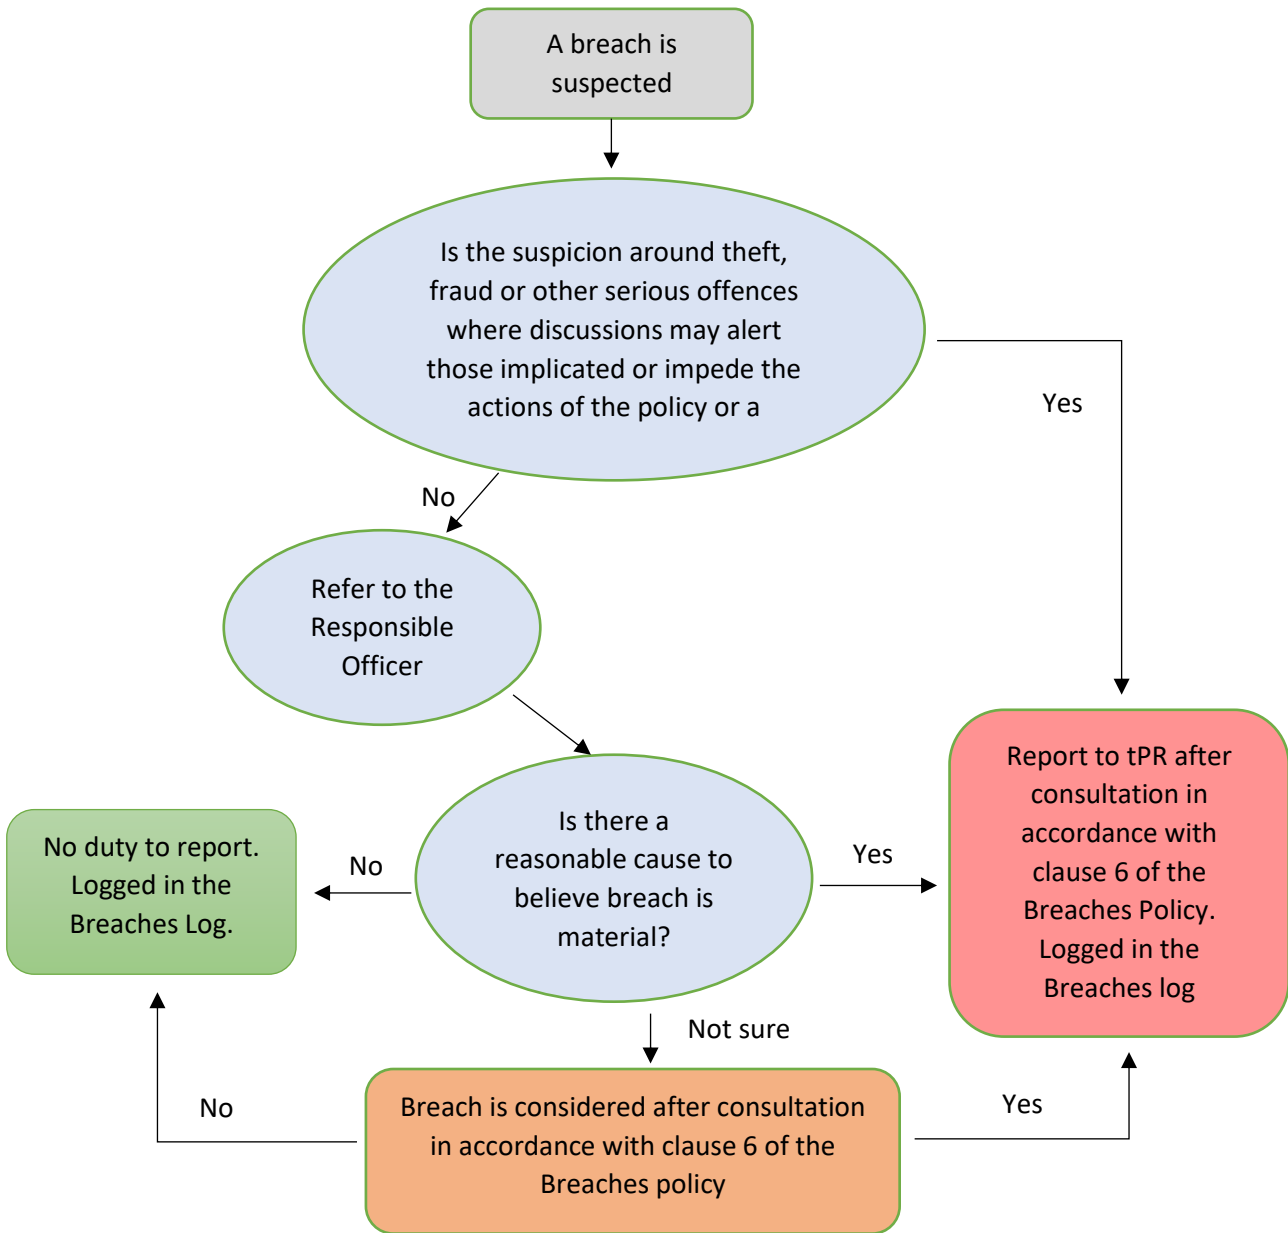 A breach is
suspected
Is the suspicion around theft,
fraud or other serious offences
where discussions may alert
those implicated or impede the
actions of the policy or a
Yes
No
Refer to the
Responsible
Officer
Report to tPR after
consultation in
accordance with
clause 6 of the
Breaches Policy.
Logged in the
Breaches log
Is there a
reasonable cause to
believe breach is
material?
No
Yes
No duty to report.
Logged in the
Breaches Log.
Not sure
Breach is considered after consultation
in accordance with clause 6 of the
Breaches policy
No
Yes